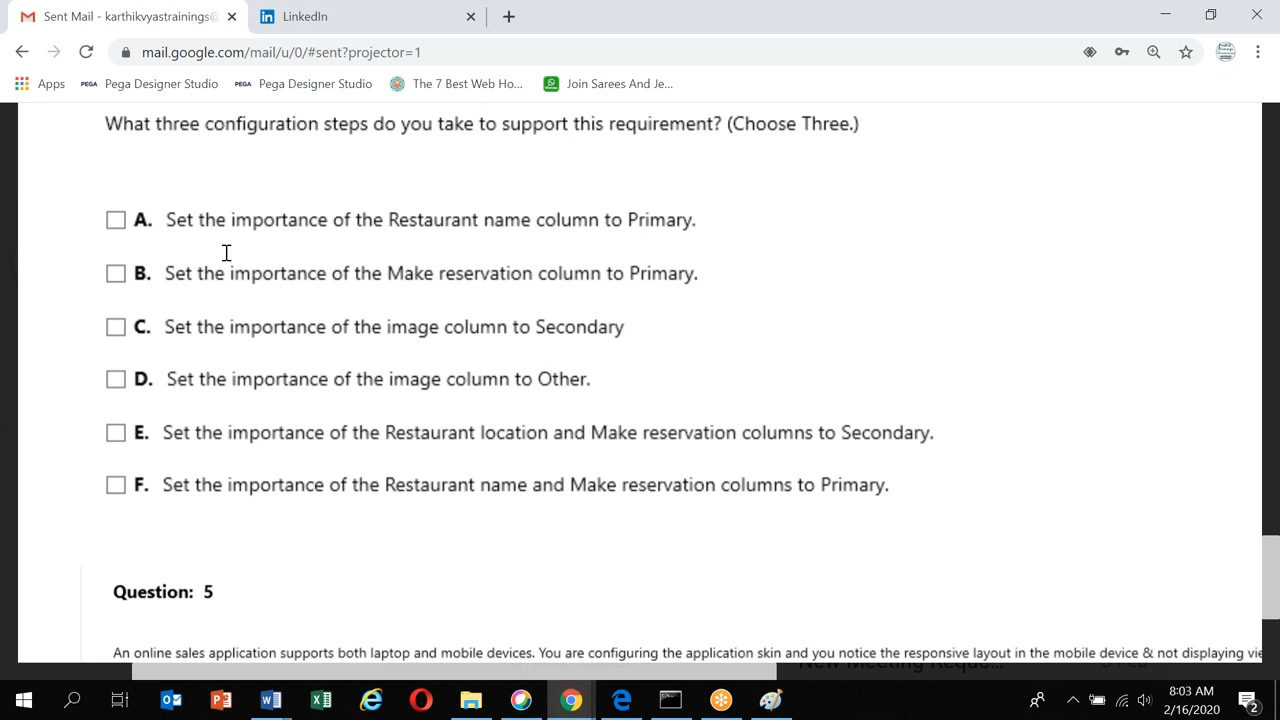 Sent Mail - karthikvyastrainings@
LinkedIn
mail.google.com/mail/u/0/#sent?projector=1
Apps PEGA Pega Designer Studio PEGA Pega Designer Studio The 7 Best Web Ho... Join Sarees And Je...
What three configuration steps do you take to support this requirement? (Choose Three.)
A. Set the importance of the Restaurant name column to Primary.
B. Set the importance of the Make reservation column to Primary.
C. Set the importance of the image column to Secondary
D. Set the importance of the image column to Other.
E. Set the importance of the Restaurant location and Make reservation columns to Secondary.
F. Set the importance of the Restaurant name and Make reservation columns to Primary.
Question: 5
An online sales application supports both laptop and mobile devices. You are configuring the application skin and you notice the responsive layout in the mobile device & not displaying vie
New Meeting Reque...
8:03 AM
2/16/2020
2